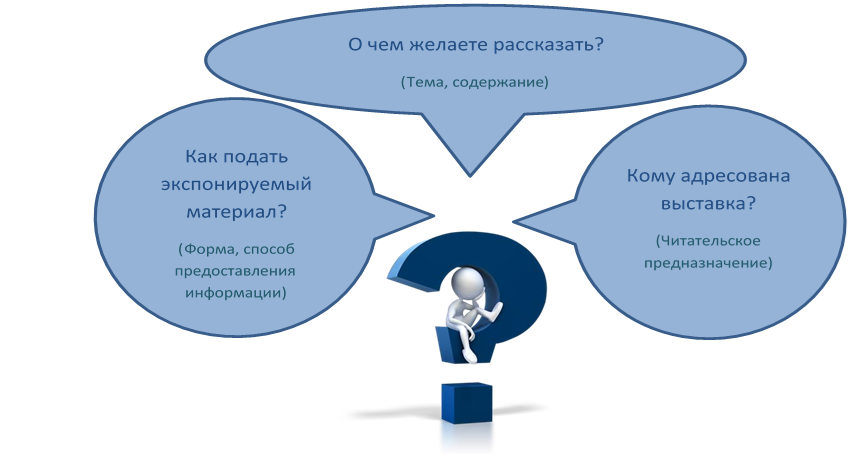 О чем желаете рассказать?
(Тема, содержание)
Как подать
экспонируемый
материал?
(Форма, способ
предоставления
информации)
Кому адресована
выставка?
(Читательское
предназначение)